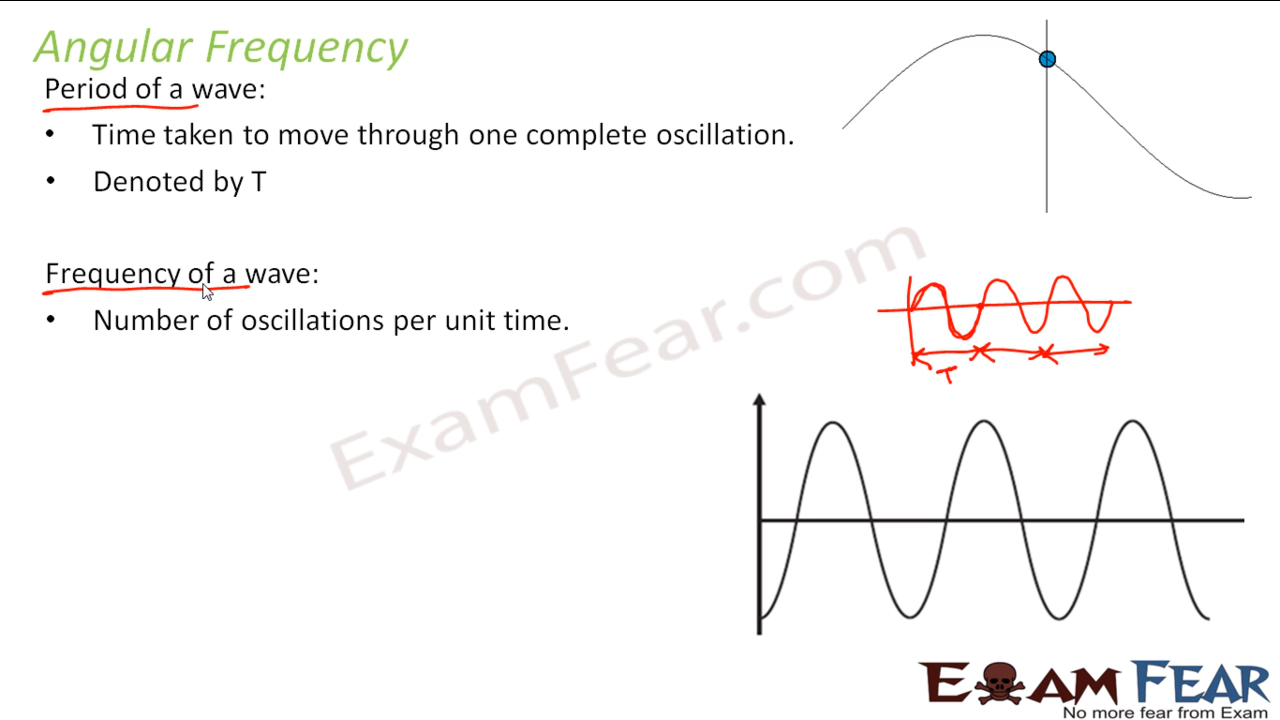 Angular Frequency
Period of a wave:
• Time taken to move through one complete oscillation.
• Denoted by T
Frequency of a wave:
• Number of oscillations per unit time.
T
ExamFear.com
EXAM FEAR
No more fear from Exam